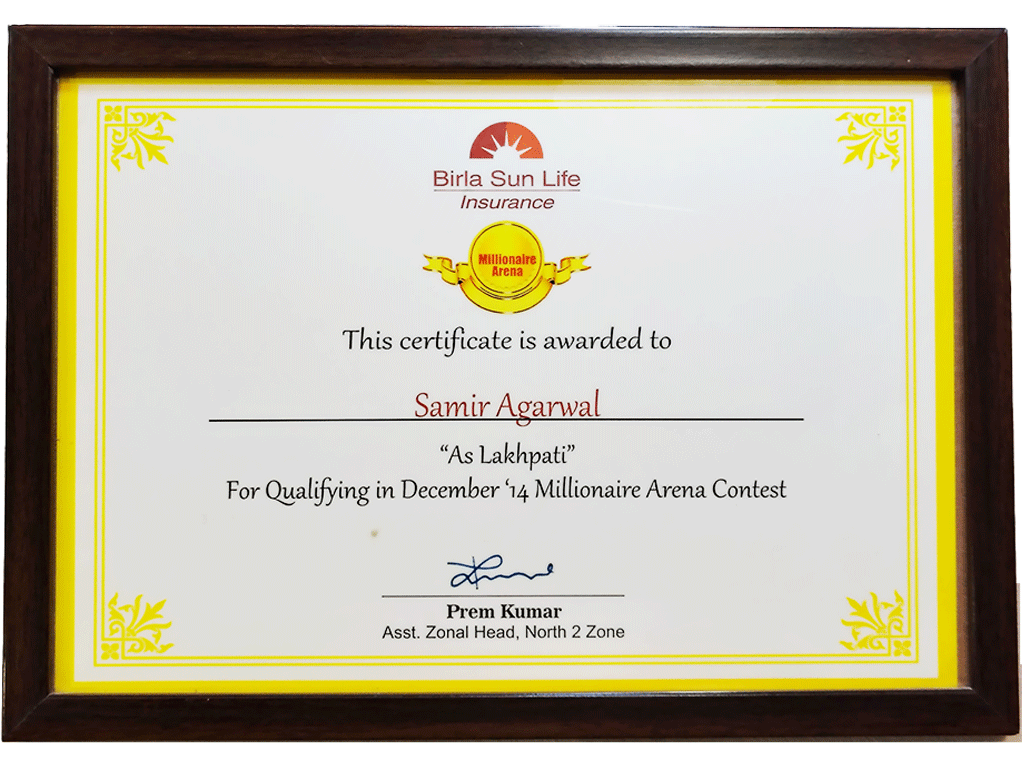 Birla Sun Life
Insurance
Millionaire
Arena
This certificate is awarded to
Samir Agarwal
“As Lakhpati”
For Qualifying in December ‘14 Millionaire Arena Contest
Prem Kumar
Asst. Zonal Head, North 2 Zone